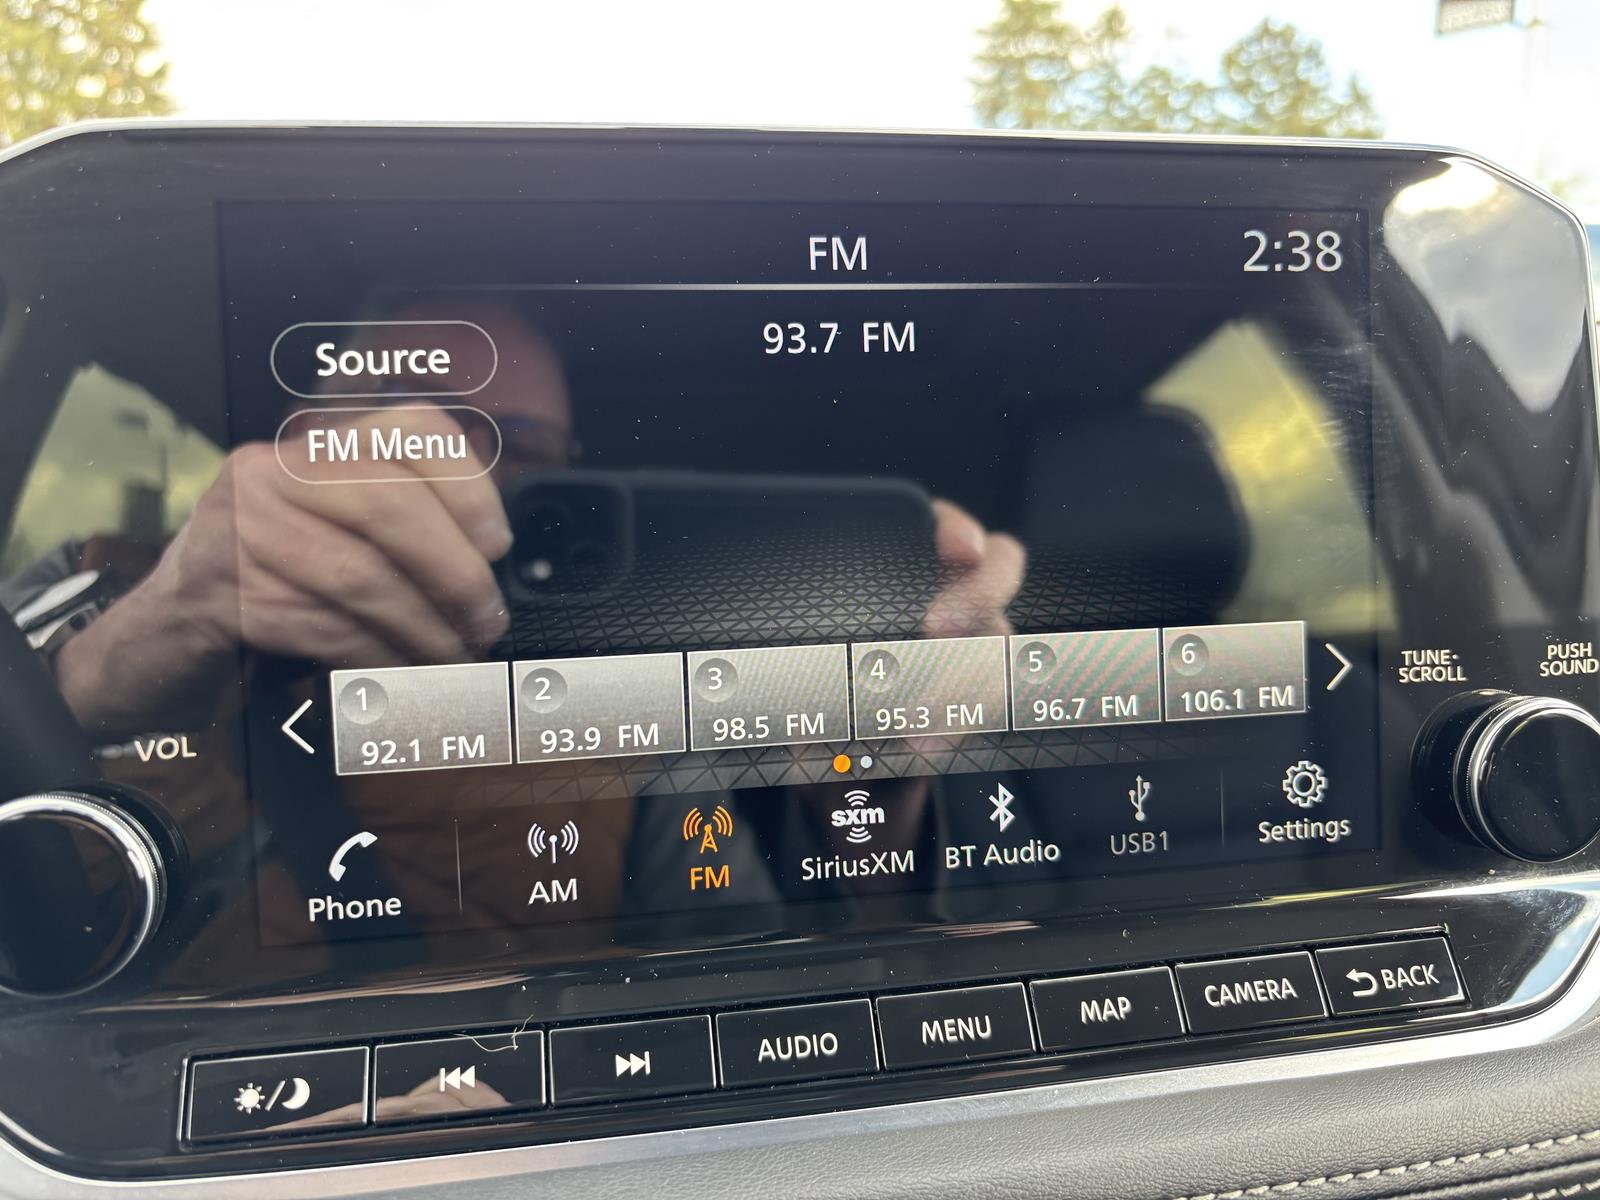 FM
2:38
93.7 FM
Source
FM Menu
1
92.1 FM
2
93.9 FM
3
98.5 FM
4
95.3 FM
5
96.7 FM
6
106.1 FM
TUNE·
SCROLL
PUSH
SOUND
VOL
Phone
AM
FM
sxm
SiriusXM
BT Audio
USB1
Settings
AUDIO
MENU
MAP
CAMERA
BACK